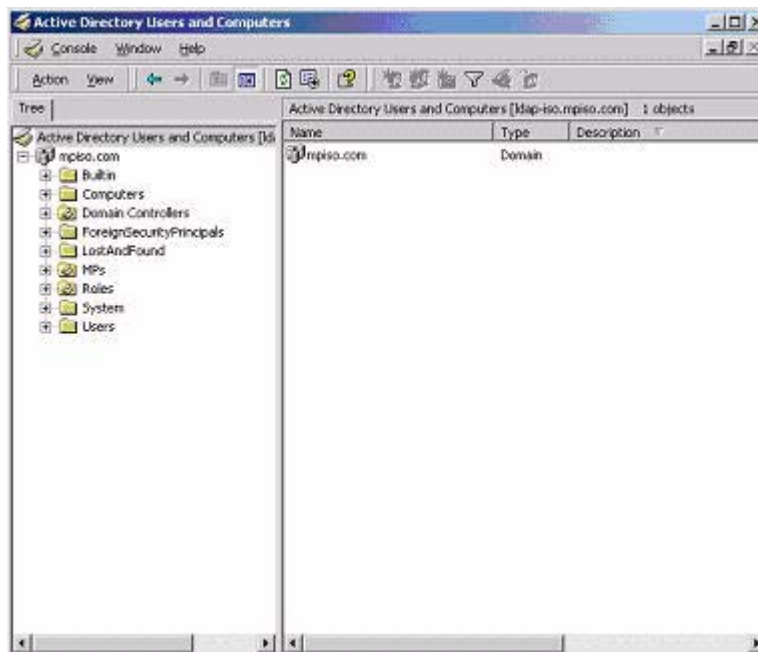 Active Directory Users and Computers
Console Window Help
Action View
Tree
Active Directory Users and Computers [ldap-iso.mpiso.com] 1 objects
Active Directory Users and Computers [lda
Name Type Description
mpiso.com
mpiso.com Domain
Builtin
Computers
Domain Controllers
ForeignSecurityPrincipals
LostAndFound
MPs
Roles
System
Users